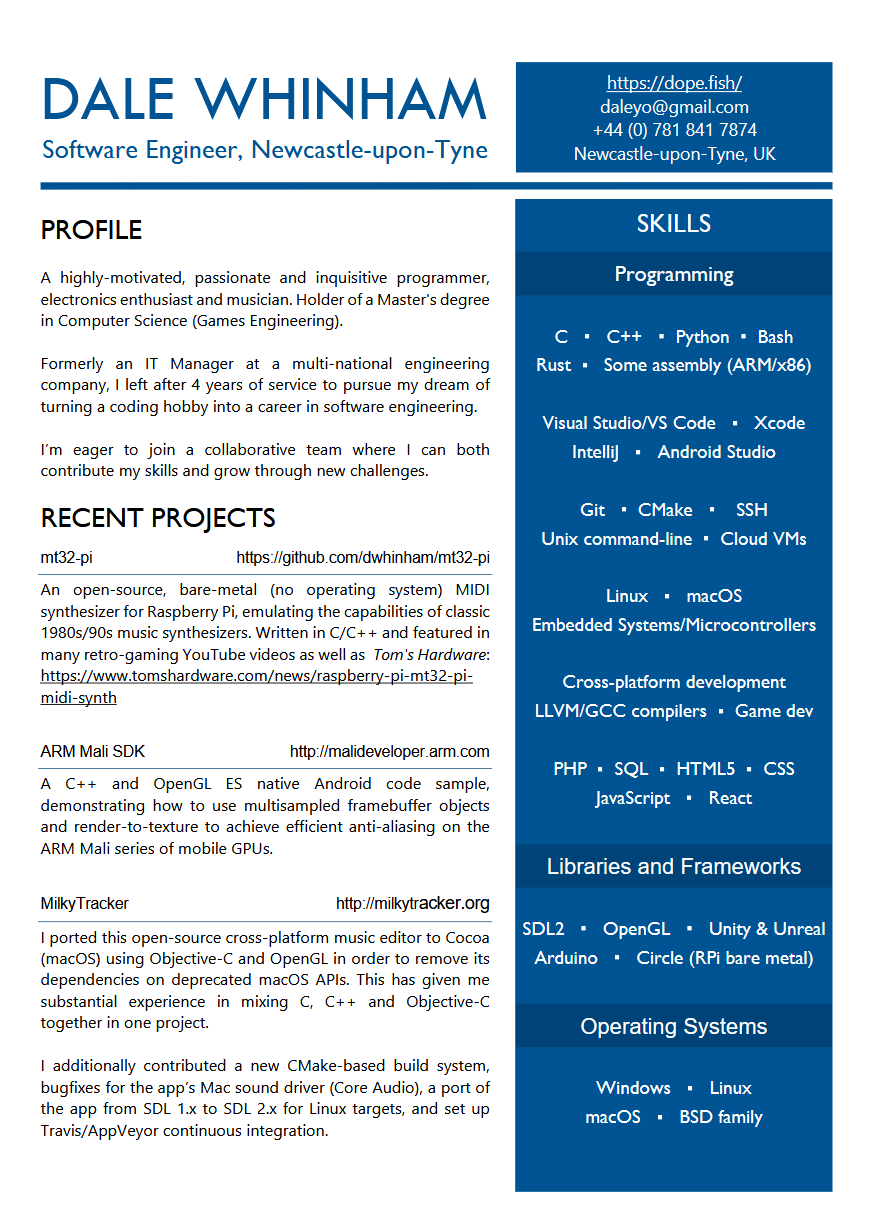 DALE WHINHAM
Software Engineer, Newcastle-upon-Tyne
https://dope.fish/
daleyo@gmail.com
+44 (0) 781 841 7874
Newcastle-upon-Tyne, UK
PROFILE
A highly-motivated, passionate and inquisitive programmer,
electronics enthusiast and musician. Holder of a Master's degree
in Computer Science (Games Engineering).
Formerly an IT Manager at a multi-national engineering
company, I left after 4 years of service to pursue my dream of
turning a coding hobby into a career in software engineering.
I'm eager to join a collaborative team where I can both
contribute my skills and grow through new challenges.
RECENT PROJECTS
mt32-pi https://github.com/dwhinham/mt32-pi
An open-source, bare-metal (no operating system) MIDI
synthesizer for Raspberry Pi, emulating the capabilities of classic
1980s/90s music synthesizers. Written in C/C++ and featured in
many retro-gaming YouTube videos as well as Tom's Hardware:
https://www.tomshardware.com/news/raspberry-pi-mt32-pi-
midi-synth
ARM Mali SDK http://malideveloper.arm.com
A C++ and OpenGL ES native Android code sample,
demonstrating how to use multisampled framebuffer objects
and render-to-texture to achieve efficient anti-aliasing on the
ARM Mali series of mobile GPUs.
MilkyTracker http://milkytracker.org
I ported this open-source cross-platform music editor to Cocoa
(macOS) using Objective-C and OpenGL in order to remove its
dependencies on deprecated macOS APIs. This has given me
substantial experience in mixing C, C++ and Objective-C
together in one project.
I additionally contributed a new CMake-based build system,
bugfixes for the app's Mac sound driver (Core Audio), a port of
the app from SDL 1.x to SDL 2.x for Linux targets, and set up
Travis/AppVeyor continuous integration.
SKILLS
Programming
C ▪ C++ ▪ Python ▪ Bash
Rust ▪ Some assembly (ARM/x86)
Visual Studio/VS Code ▪ Xcode
IntelliJ ▪ Android Studio
Git ▪ CMake ▪ SSH
Unix command-line ▪ Cloud VMs
Linux ▪ macOS
Embedded Systems/Microcontrollers
Cross-platform development
LLVM/GCC compilers ▪ Game dev
PHP ▪ SQL ▪ HTML5 ▪ CSS
JavaScript ▪ React
Libraries and Frameworks
SDL2 ▪ OpenGL ▪ Unity & Unreal
Arduino ▪ Circle (RPi bare metal)
Operating Systems
Windows ▪ Linux
macOS ▪ BSD family